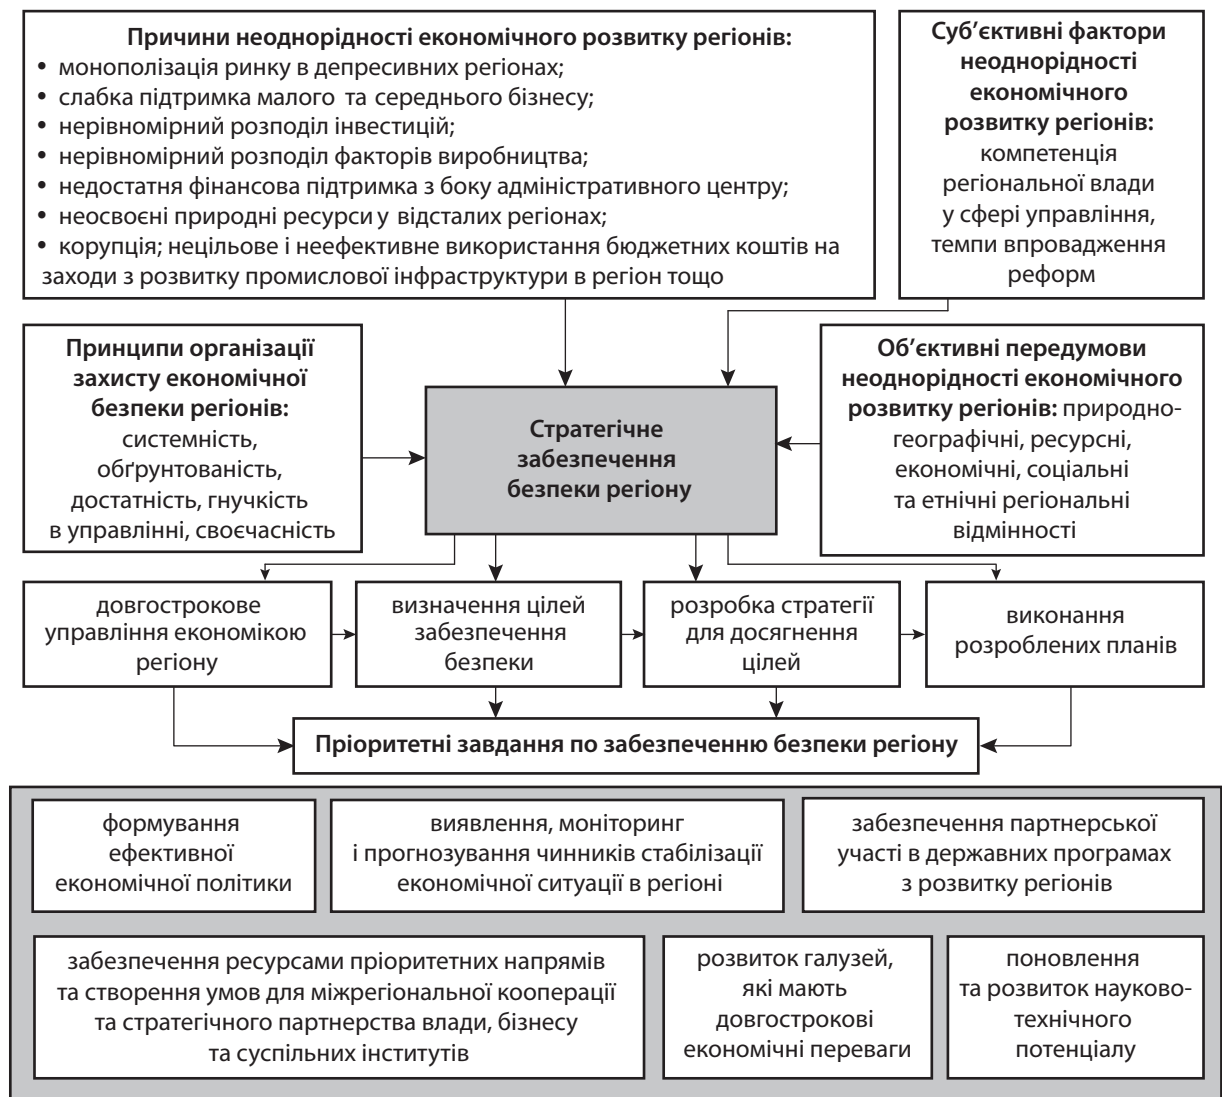 Причини неоднорідності економічного розвитку регіонів:
• монополізація ринку в депресивних регіонах;
• слабка підтримка малого та середнього бізнесу;
• нерівномірний розподіл інвестицій;
• нерівномірний розподіл факторів виробництва;
• недостатня фінансова підтримка з боку адміністративного центру;
• неосвоєні природні ресурси у відсталих регіонах;
• корупція; нецільове і неефективне використання бюджетних коштів на
заходи з розвитку промислової інфраструктури в регіон тощо
Суб’єктивні фактори
неоднорідності
економічного
розвитку регіонів:
компетенція
регіональної влади
у сфері управління,
темпи впровадження
реформ
Принципи організації
захисту економічної
безпеки регіонів:
системність,
обґрунтованість,
достатність, гнучкість
в управлінні, своєчасність
Стратегічне
забезпечення
безпеки регіону
Об’єктивні передумови
неоднорідності економічного
розвитку регіонів: природно-
географічні, ресурсні,
економічні, соціальні
та етнічні регіональні
відмінності
довгострокове
управління економікою
регіону
визначення цілей
забезпечення
безпеки
розробка стратегії
для досягнення
цілей
виконання
розроблених планів
Пріоритетні завдання по забезпеченню безпеки регіону
формування
ефективної
економічної політики
виявлення, моніторинг
і прогнозування чинників стабілізації
економічної ситуації в регіоні
забезпечення партнерської
участі в державних програмах
з розвитку регіонів
забезпечення ресурсами пріоритетних напрямів
та створення умов для міжрегіональної кооперації
та стратегічного партнерства влади, бізнесу
та суспільних інститутів
розвиток галузей,
які мають
довгострокові
економічні переваги
поновлення
та розвиток науково-
технічного
потенціалу